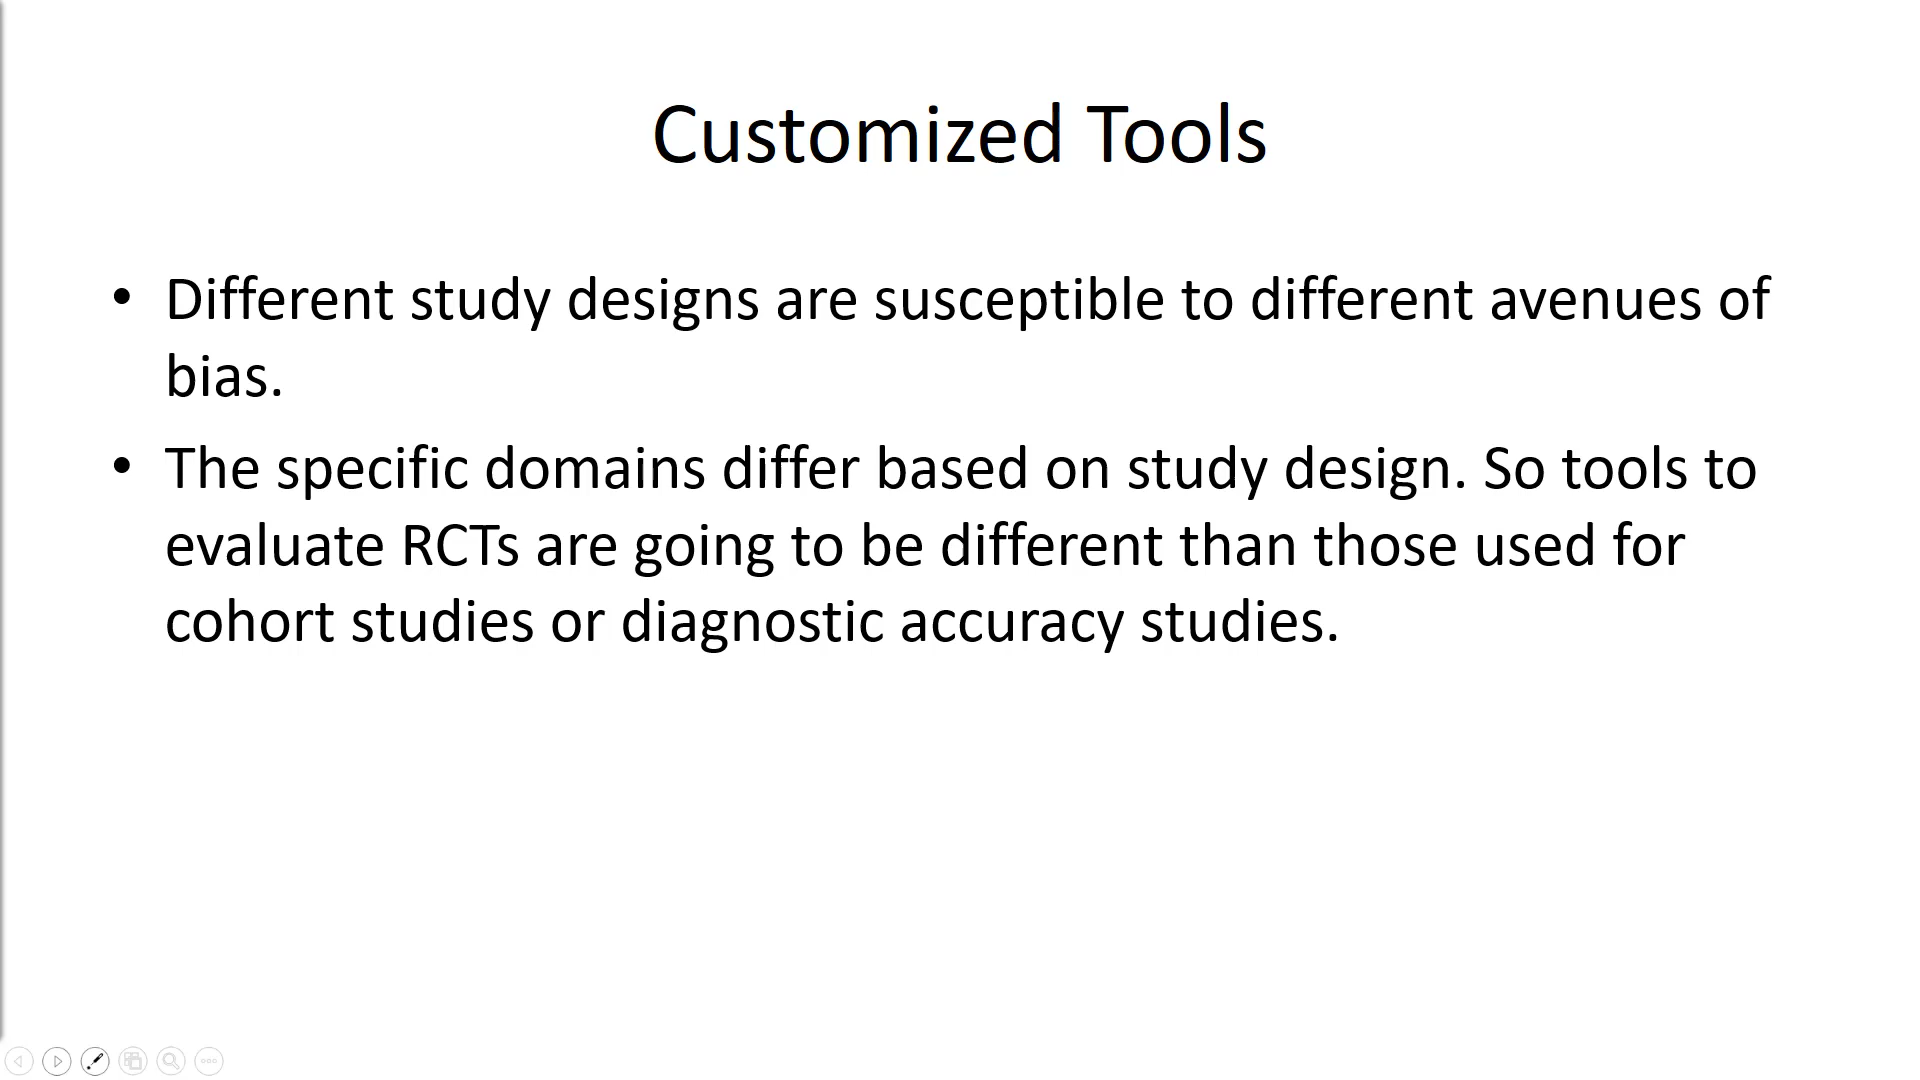 Customized Tools
• Different study designs are susceptible to different avenues of
bias.
• The specific domains differ based on study design. So tools to
evaluate RCTs are going to be different than those used for
cohort studies or diagnostic accuracy studies.